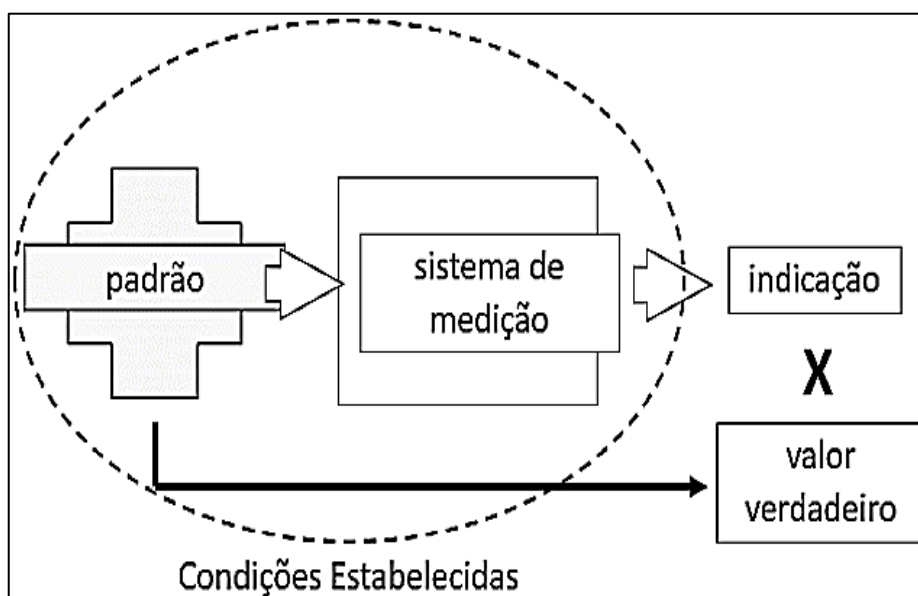 padrão
sistema de
medição
indicação
X
valor
verdadeiro
Condições Estabelecidas